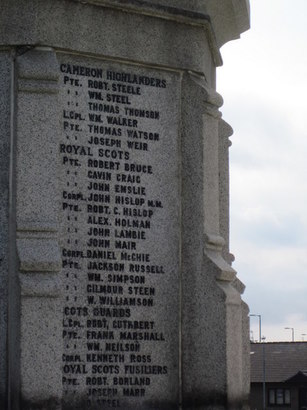 CAMERON HIGHLANDERS
PTE. ROBT. STEELE
" WM. STEEL
" THOMAS THOMSON
L.CPL. WM. WALKER
PTE. THOMAS WATSON
" JOSEPH WEIR
ROYAL SCOTS
PTE. ROBERT BRUCE
" GAVIN CRAIG
" JOHN EMSLIE
CORPL. JOHN HISLOP M.M.
PTE. ROBT. C. HISLOP
" ALEX. HOLMAN
" JOHN LAMBIE
" JOHN MAIR
CORPL. DANIEL McGHIE
PTE. JACKSON RUSSELL
" WM. SIMPSON
" GILMOUR STEEN
" W. WILLIAMSON
COTS GUARDS
L.CPL. ROBT. CUTHBERT
PTE. FRANK MARSHALL
" WM. NEILSON
CORPL. KENNETH ROSS
OYAL SCOTS FUSILIERS
PTE. ROBT. BORLAND
" JOSEPH MARR
STEEL